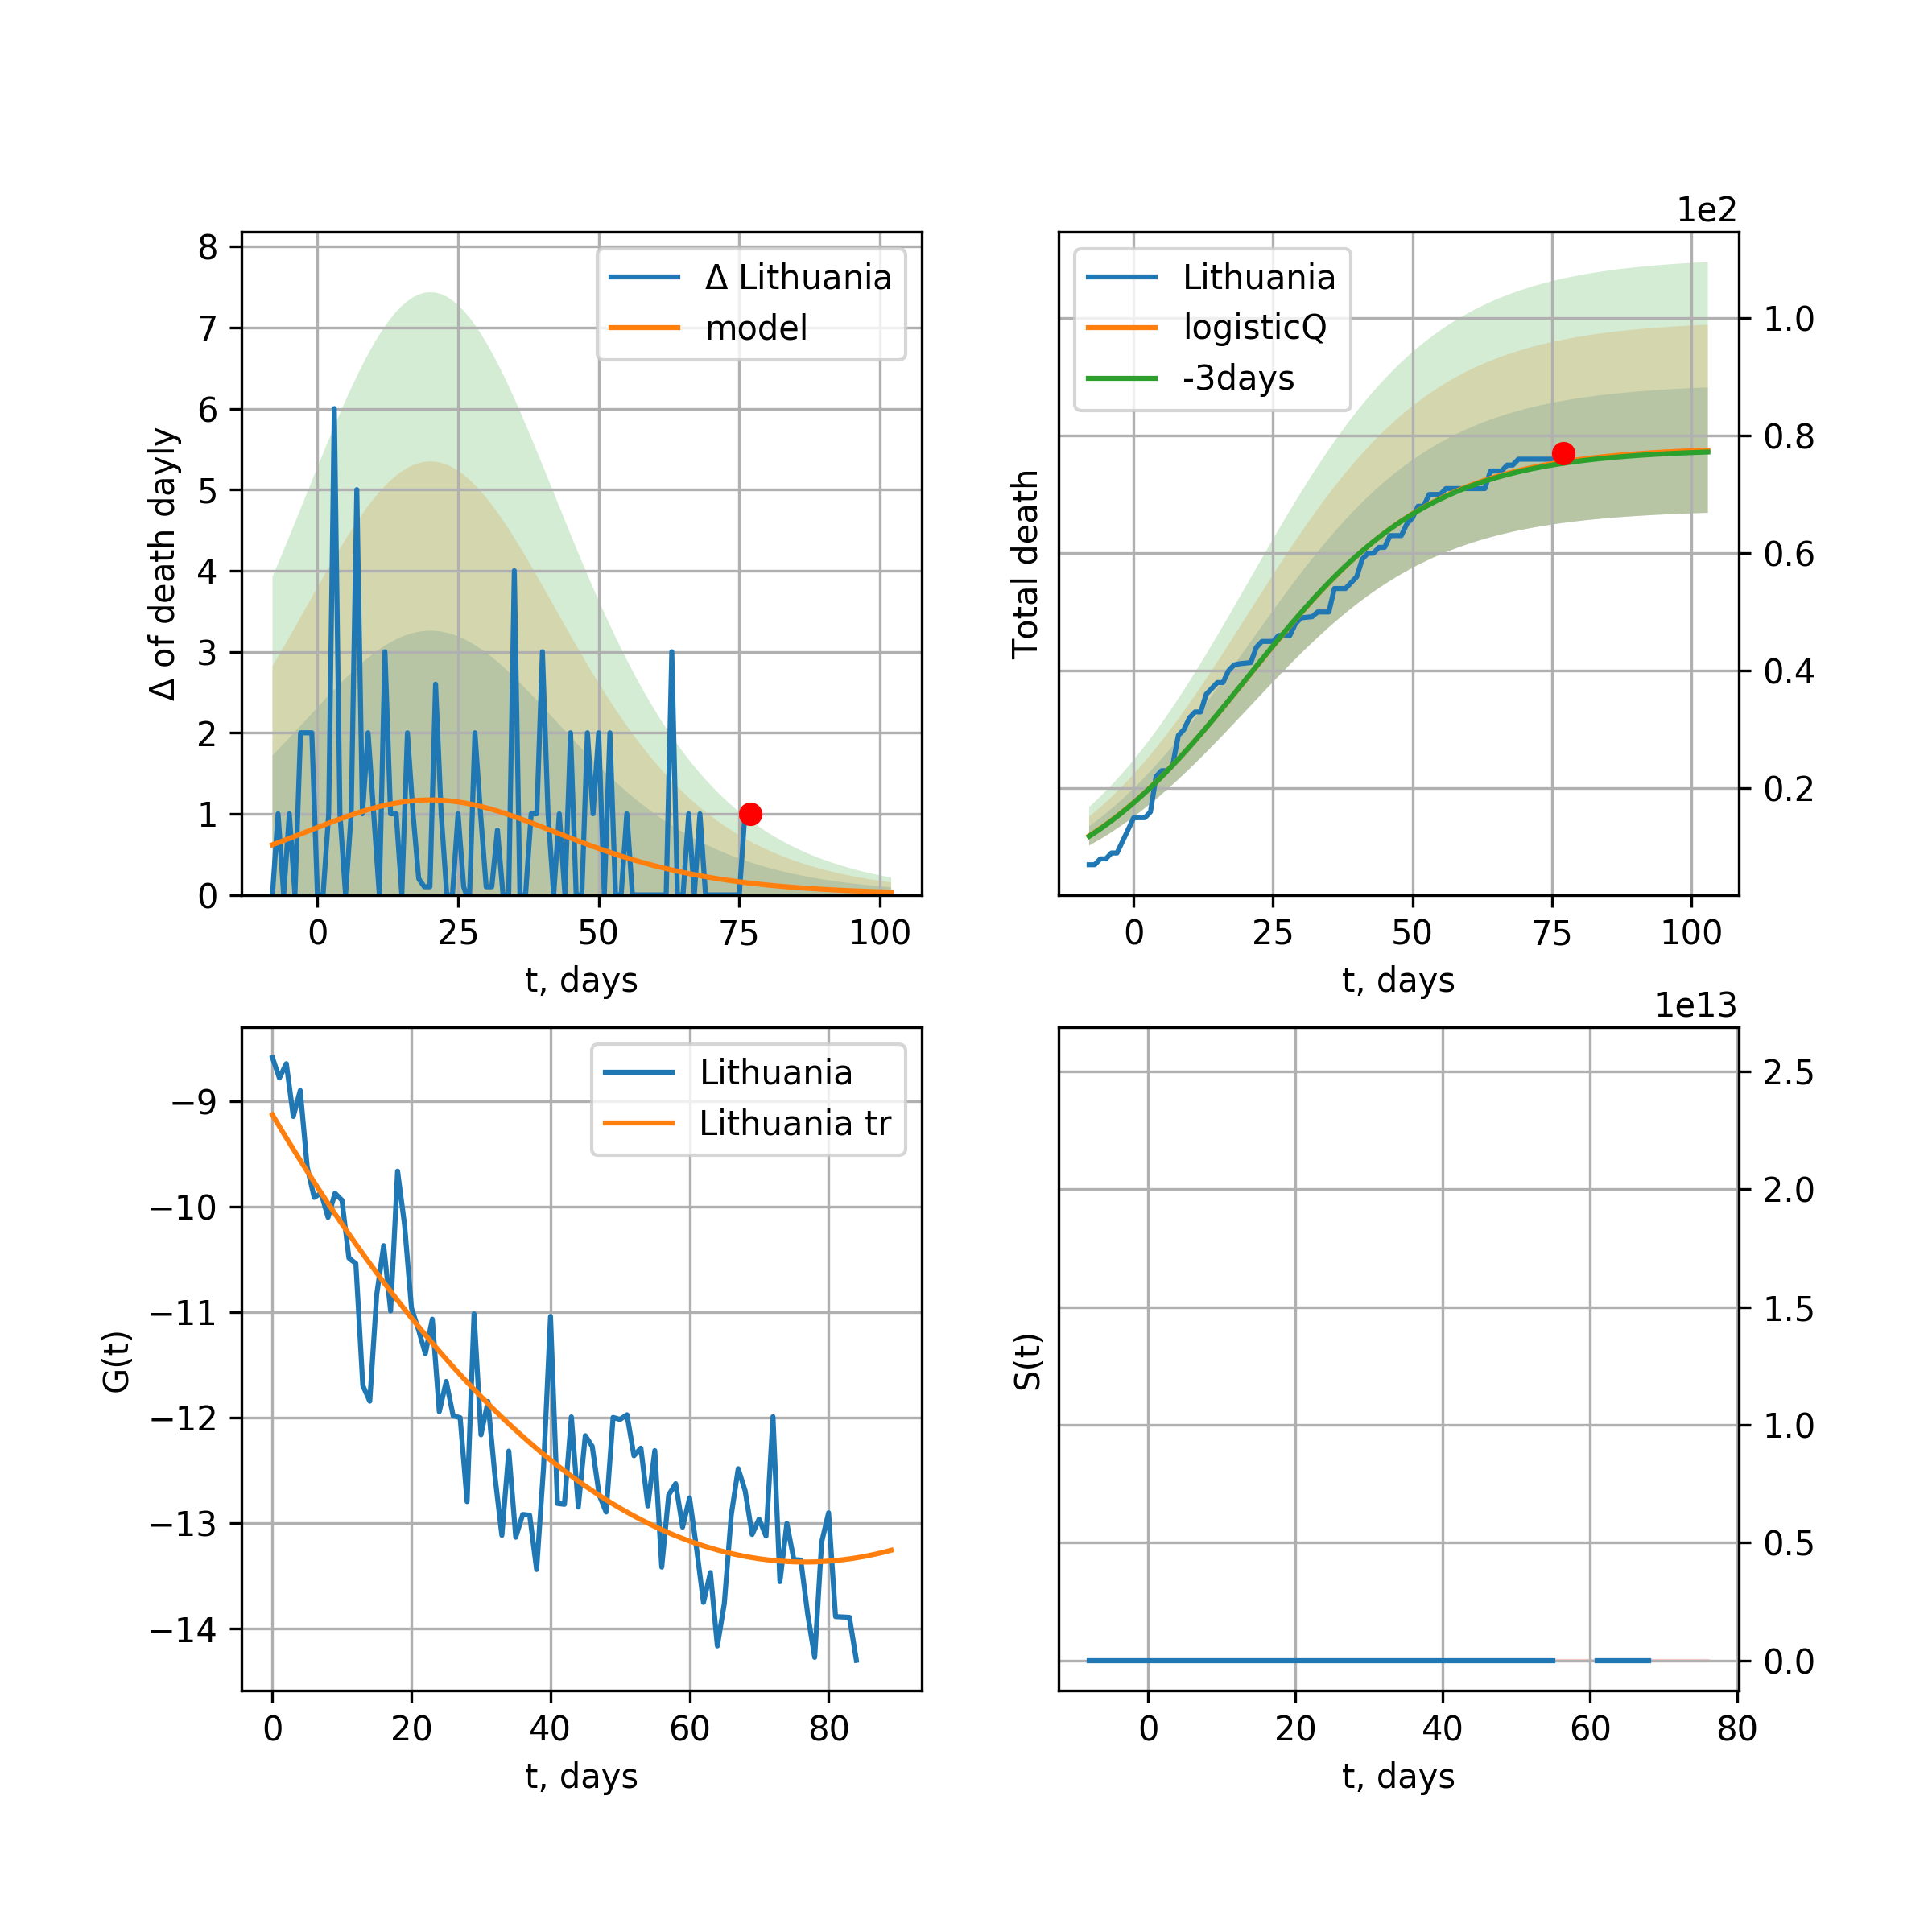 8
7
6
5
4
3
2
1
0
Δ of death dayly
Δ Lithuania
model
0 25 50 75 100
t, days
1e2
Total death
Lithuania
logisticQ
-3days
1.0
0.8
0.6
0.4
0.2
0 25 50 75 100
t, days
−9
−10
−11
−12
−13
−14
G(t)
Lithuania
Lithuania tr
0 20 40 60 80
t, days
1e13
S(t)
2.5
2.0
1.5
1.0
0.5
0.0
0 20 40 60 80
t, days